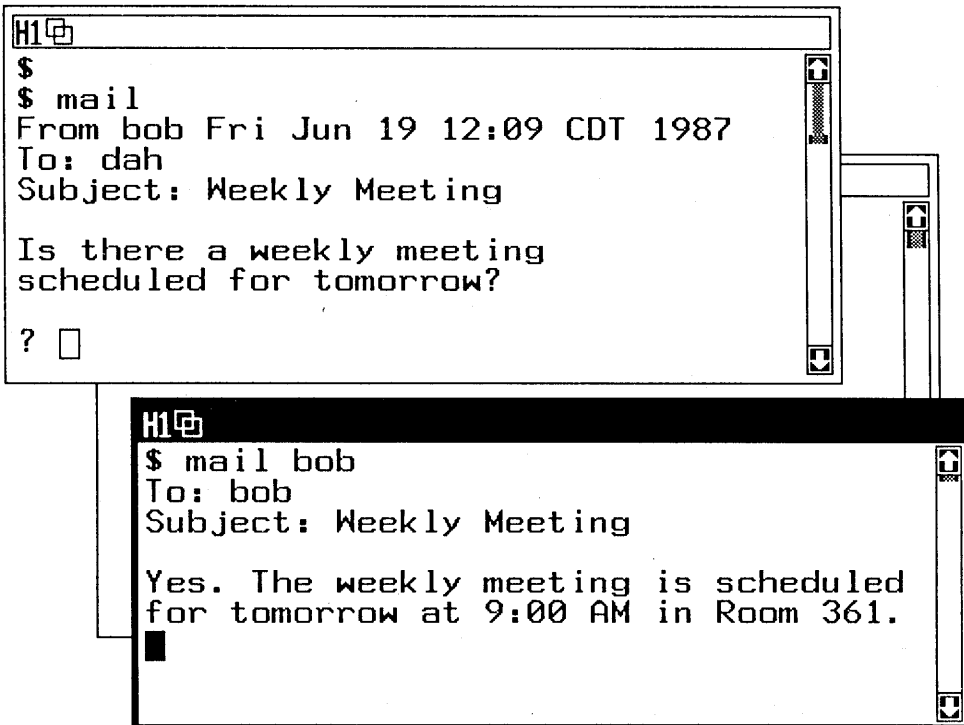 H1
$
$ mail
From bob Fri Jun 19 12:09 CDT 1987
To: dah
Subject: Weekly Meeting
Is there a weekly meeting
scheduled for tomorrow?
?
H1
$ mail bob
To: bob
Subject: Weekly Meeting
Yes. The weekly meeting is scheduled
for tomorrow at 9:00 AM in Room 361.